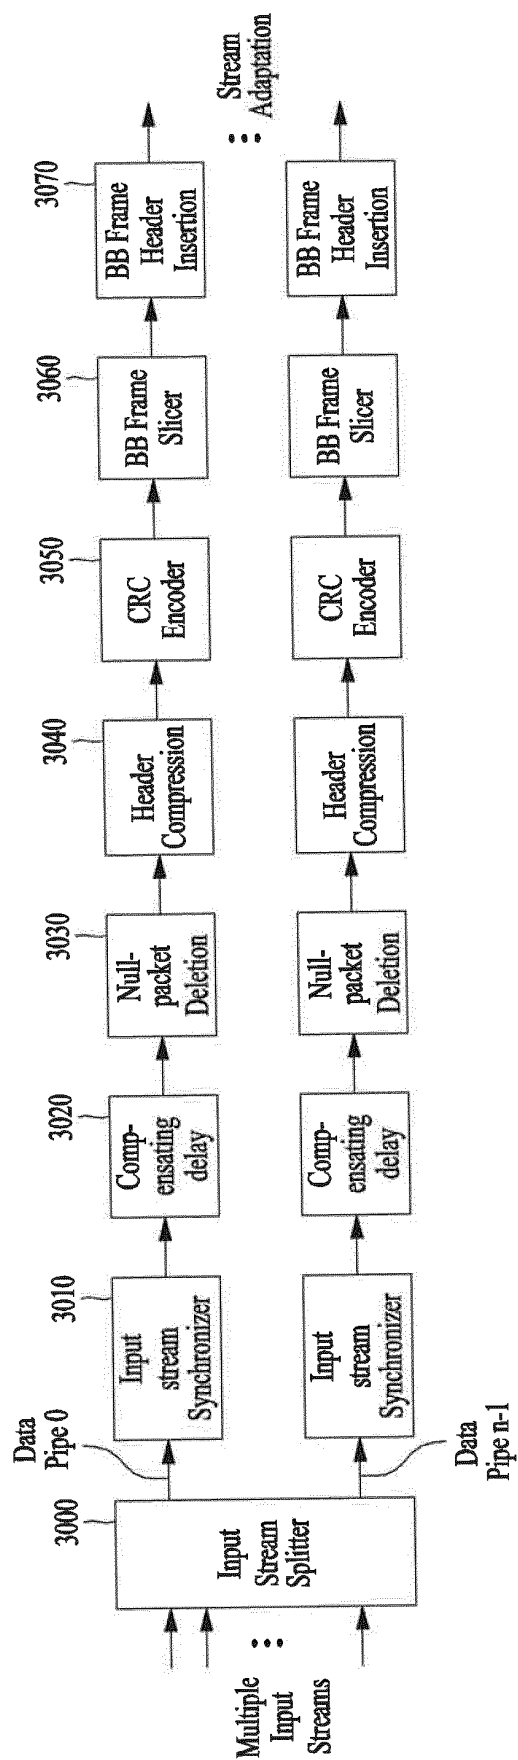 Multiple
Input
Streams
3000
Input
Stream
Splitter
Data
Pipe 0
Data
Pipe n-1
3010
Input
stream
Synchronizer
3020
Comp-
ensating
delay
3030
Null-
packet
Deletion
3040
Header
Compression
3050
CRC
Encoder
3060
BB Frame
Slicer
3070
BB Frame
Header
Insertion
Input
stream
Synchronizer
Comp-
ensating
delay
Null-
packet
Deletion
Header
Compression
CRC
Encoder
BB Frame
Slicer
BB Frame
Header
Insertion
Stream
Adaptation